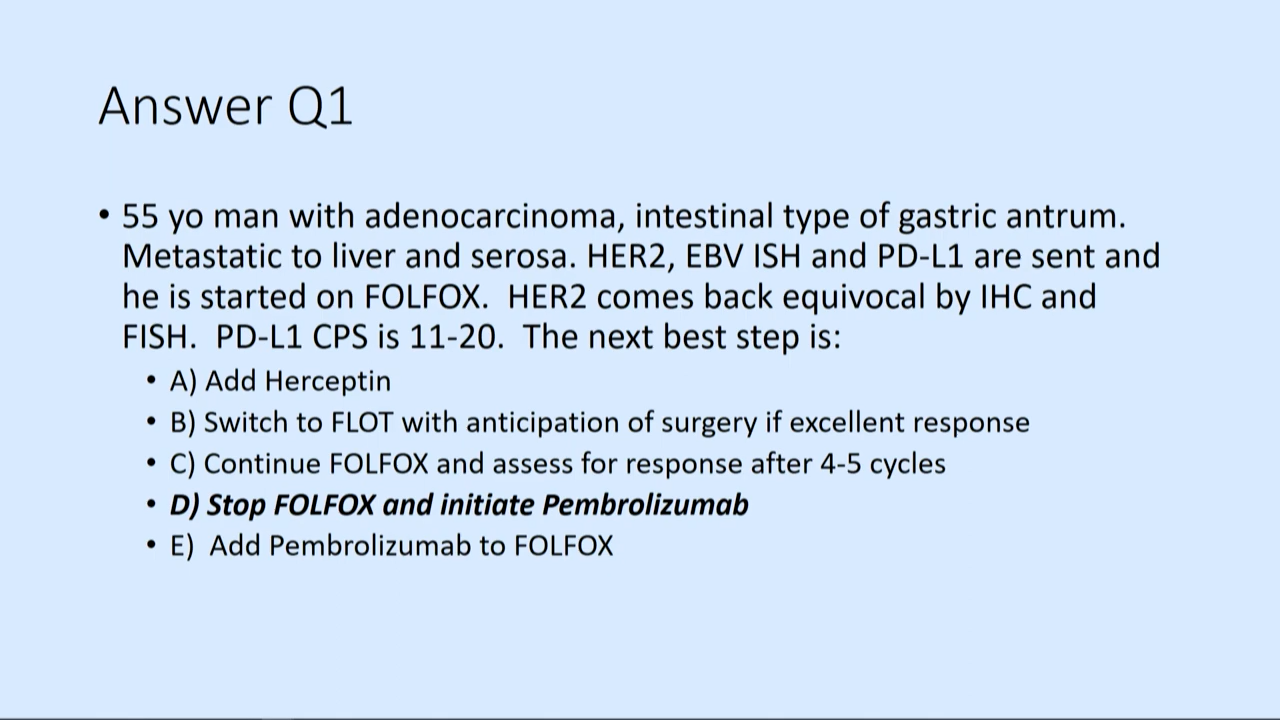 Answer Q1
• 55 yo man with adenocarcinoma, intestinal type of gastric antrum.
Metastatic to liver and serosa. HER2, EBV ISH and PD-L1 are sent and
he is started on FOLFOX.  HER2 comes back equivocal by IHC and
FISH.  PD-L1 CPS is 11-20.  The next best step is:
• A) Add Herceptin
• B) Switch to FLOT with anticipation of surgery if excellent response
• C) Continue FOLFOX and assess for response after 4-5 cycles
• D) Stop FOLFOX and initiate Pembrolizumab
• E)  Add Pembrolizumab to FOLFOX